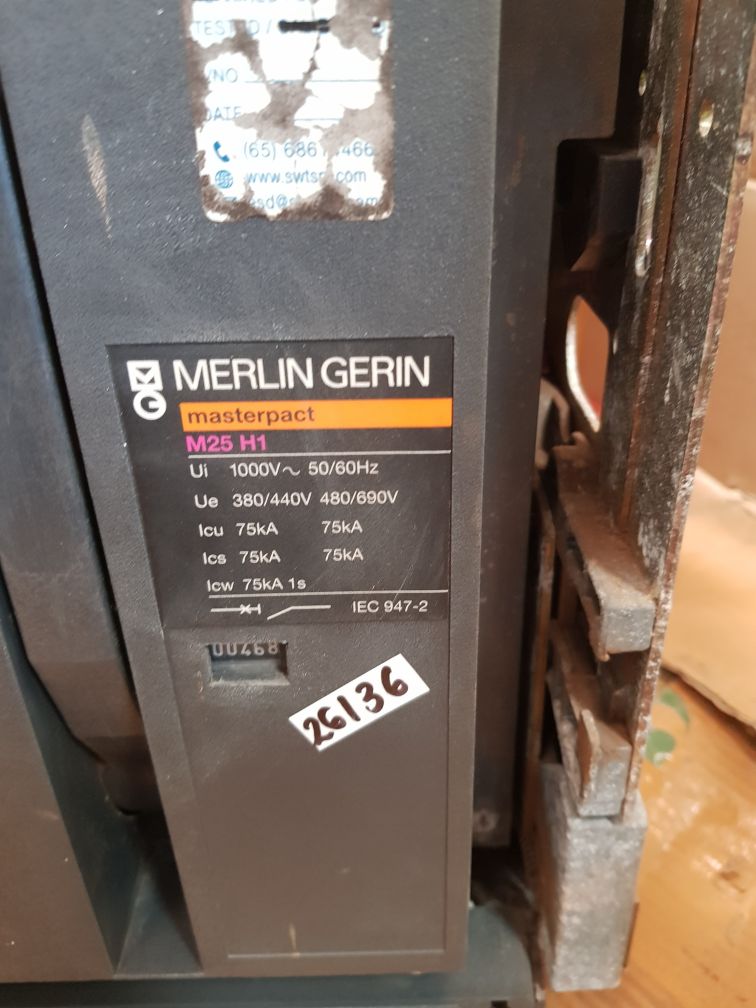 TESTED /
NO
DATE
(65) 686 466
www.swtsp .com
MERLIN GERIN
masterpact
M25 H1
Ui 1000V~ 50/60Hz
Ue 380/440V 480/690V
Icu 75kA 75kA
Ics 75kA 75kA
Icw 75kA 1s
IEC 947-2
00468
26136